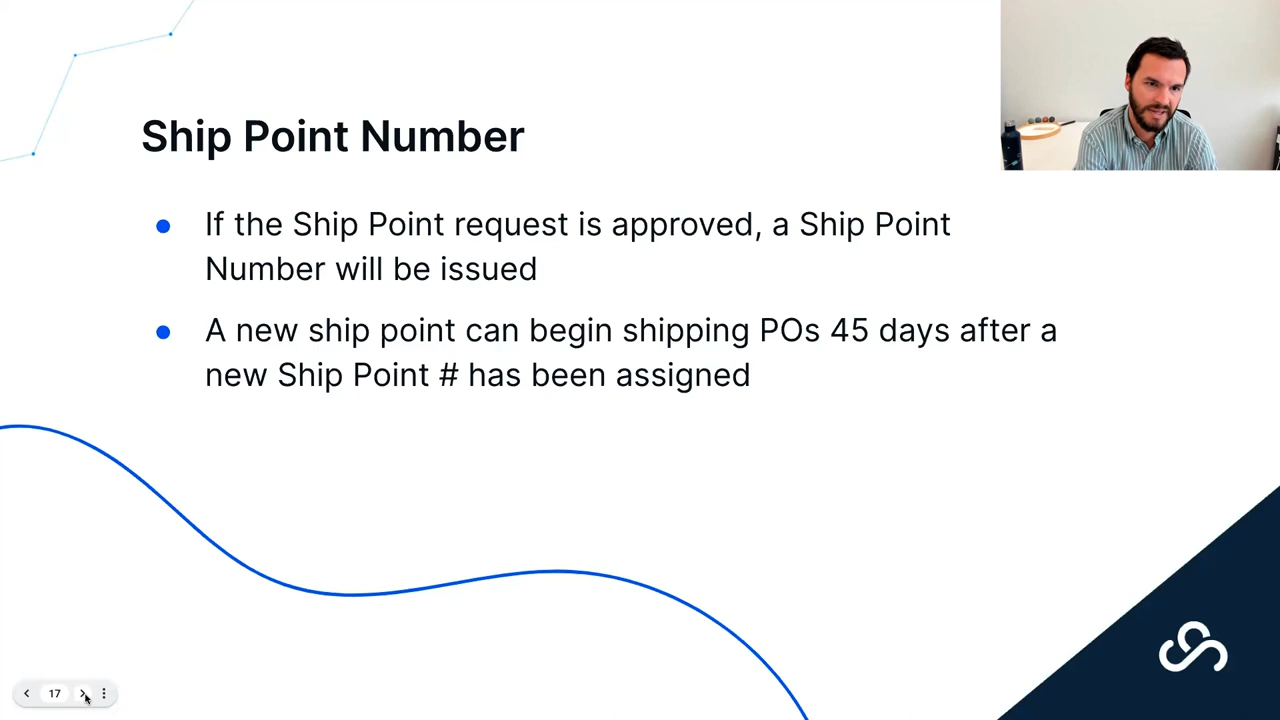 Ship Point Number
● If the Ship Point request is approved, a Ship Point
Number will be issued
● A new ship point can begin shipping POs 45 days after a
new Ship Point # has been assigned
17